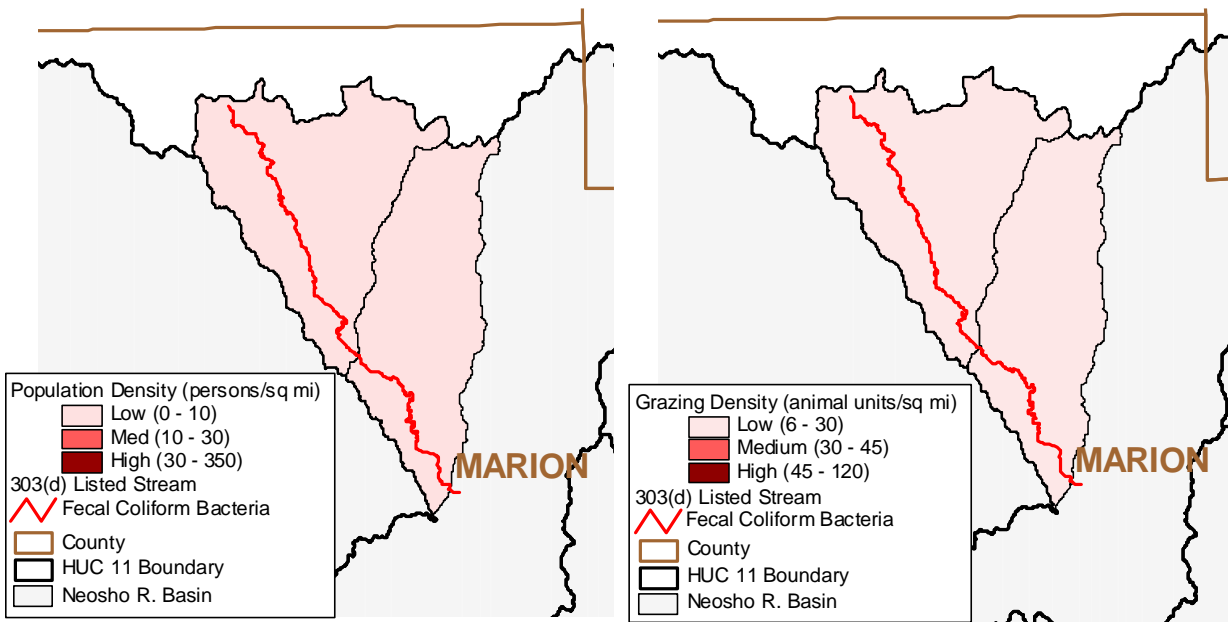 Population Density (persons/sq mi)
Low (0 - 10)
Med (10 - 30)
High (30 - 350)
303(d) Listed Stream
Fecal Coliform Bacteria
County
HUC 11 Boundary
Neosho R. Basin
MARION
Grazing Density (animal units/sq mi)
Low (6 - 30)
Medium (30 - 45)
High (45 - 120)
303(d) Listed Stream
Fecal Coliform Bacteria
County
HUC 11 Boundary
Neosho R. Basin
MARION